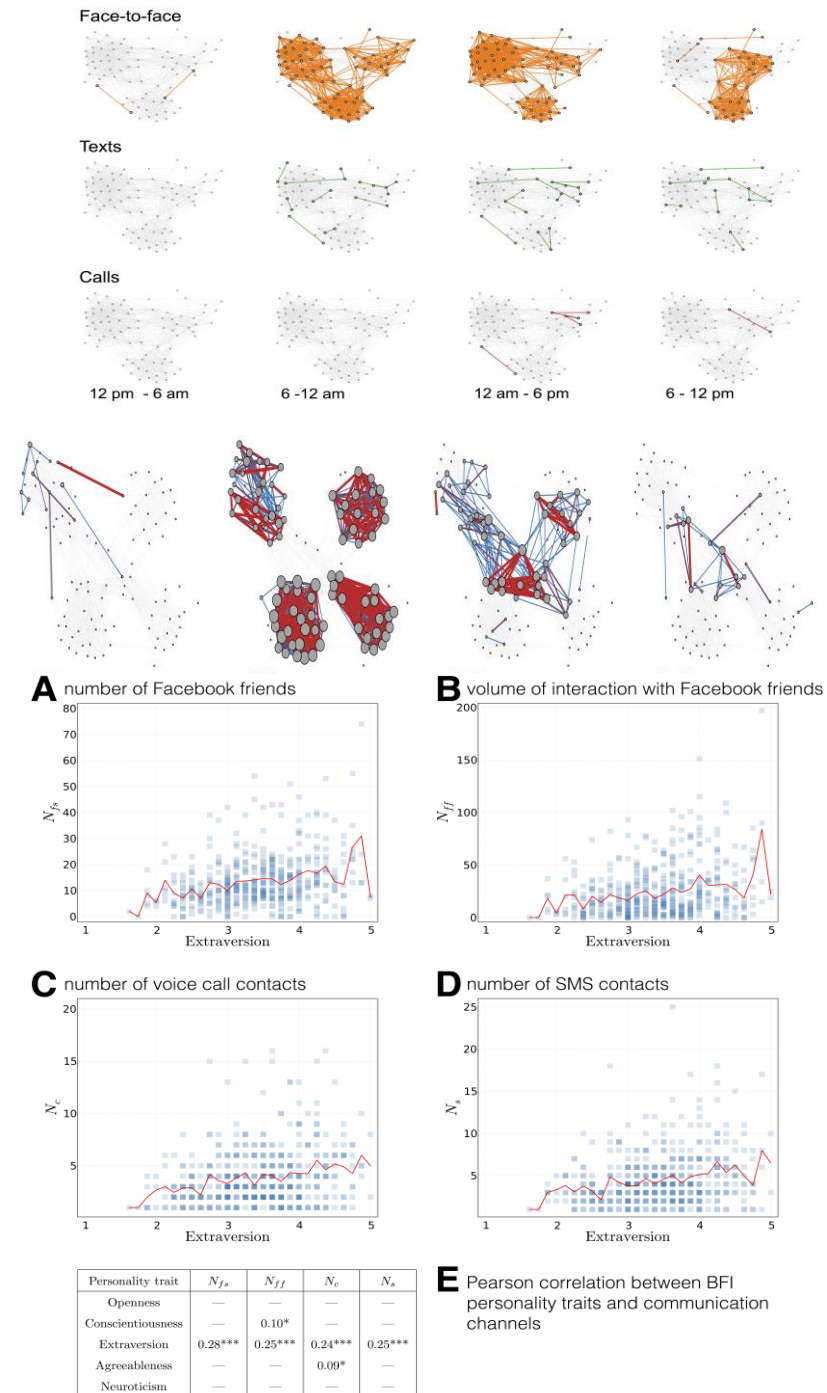 Face-to-face
Texts
Calls
12 pm - 6 am 6 -12 am 12 am - 6 pm 6 - 12 pm
A number of Facebook friends
80
70
60
50
40
30
20
10
0
N_fs
1 2 3 4 5
Extraversion
B volume of interaction with Facebook friends
200
150
100
50
0
N_ff
1 2 3 4 5
Extraversion
C number of voice call contacts
20
15
10
5
N_c
1 2 3 4 5
Extraversion
D number of SMS contacts
25
20
15
10
5
N_s
1 2 3 4 5
Extraversion
Personality trait N_fs N_ff N_c N_s
Openness — — — —
Conscientiousness — 0.10* — —
Extraversion 0.28*** 0.25*** 0.24*** 0.25***
Agreeableness — — 0.09* —
Neuroticism — — — —
E Pearson correlation between BFI
personality traits and communication
channels